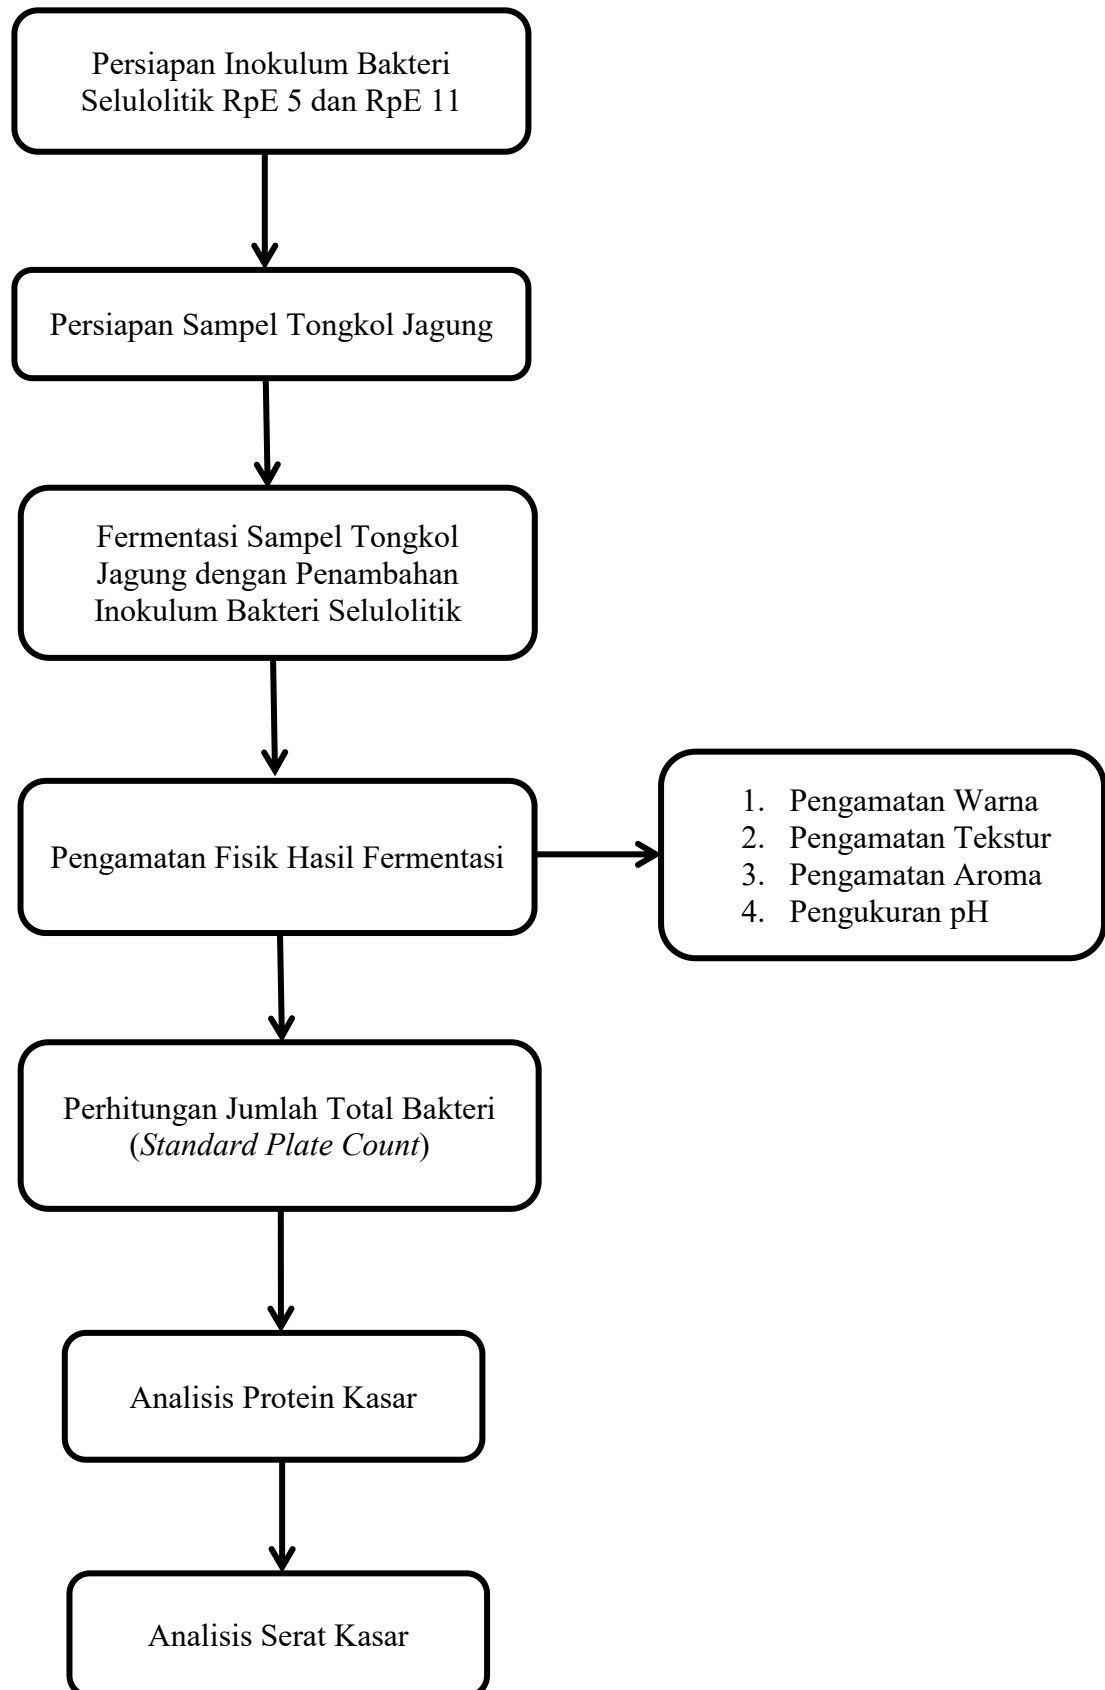 Persiapan Inokulum Bakteri
Selulolitik RpE 5 dan RpE 11
Persiapan Sampel Tongkol Jagung
Fermentasi Sampel Tongkol
Jagung dengan Penambahan
Inokulum Bakteri Selulolitik
Pengamatan Fisik Hasil Fermentasi
1. Pengamatan Warna
2. Pengamatan Tekstur
3. Pengamatan Aroma
4. Pengukuran pH
Perhitungan Jumlah Total Bakteri
(Standard Plate Count)
Analisis Protein Kasar
Analisis Serat Kasar